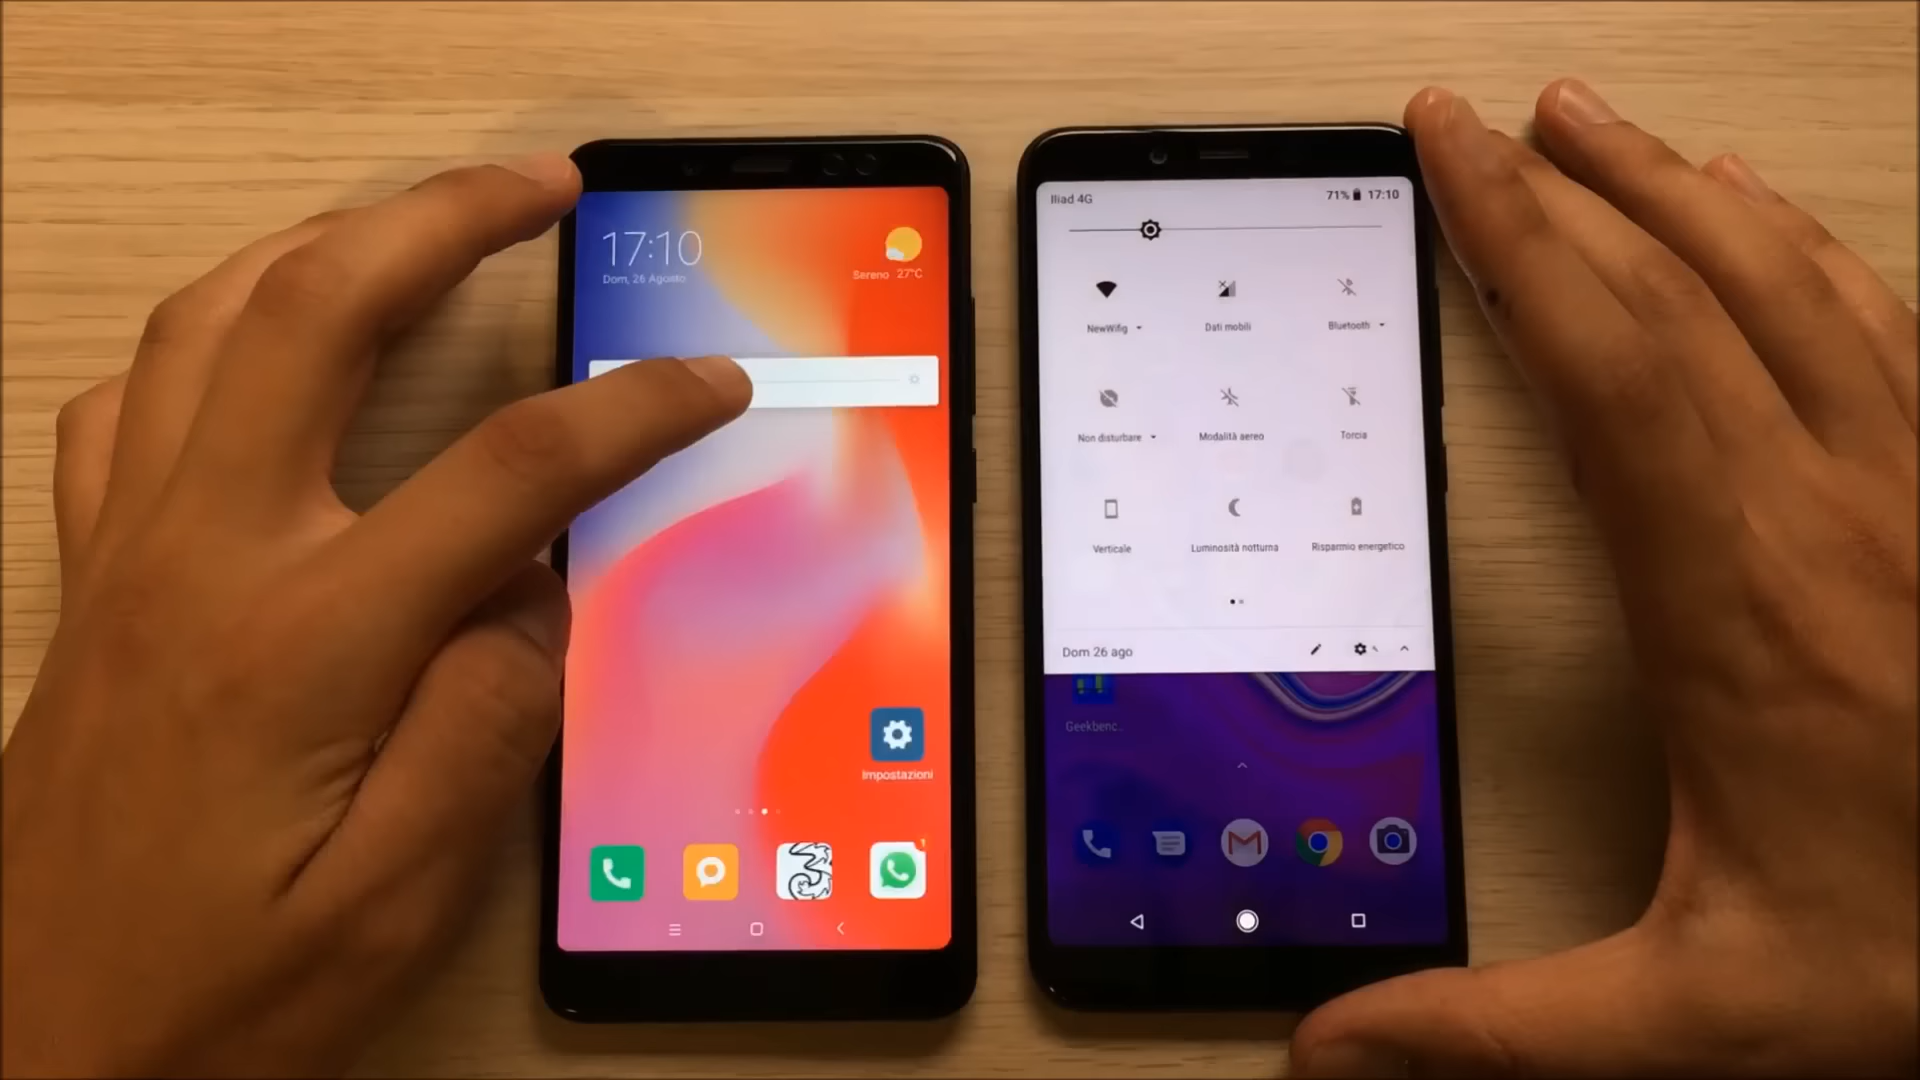 17:10
Dom, 26 Agosto
Sereno 27°C
Impostazioni
1
Iliad 4G
71% 17:10
NewWifig
Dati mobili
Bluetooth
Non disturbare
Modalità aereo
Torcia
Verticale
Luminosità notturna
Risparmio energetico
Dom 26 ago
Geekbenc..